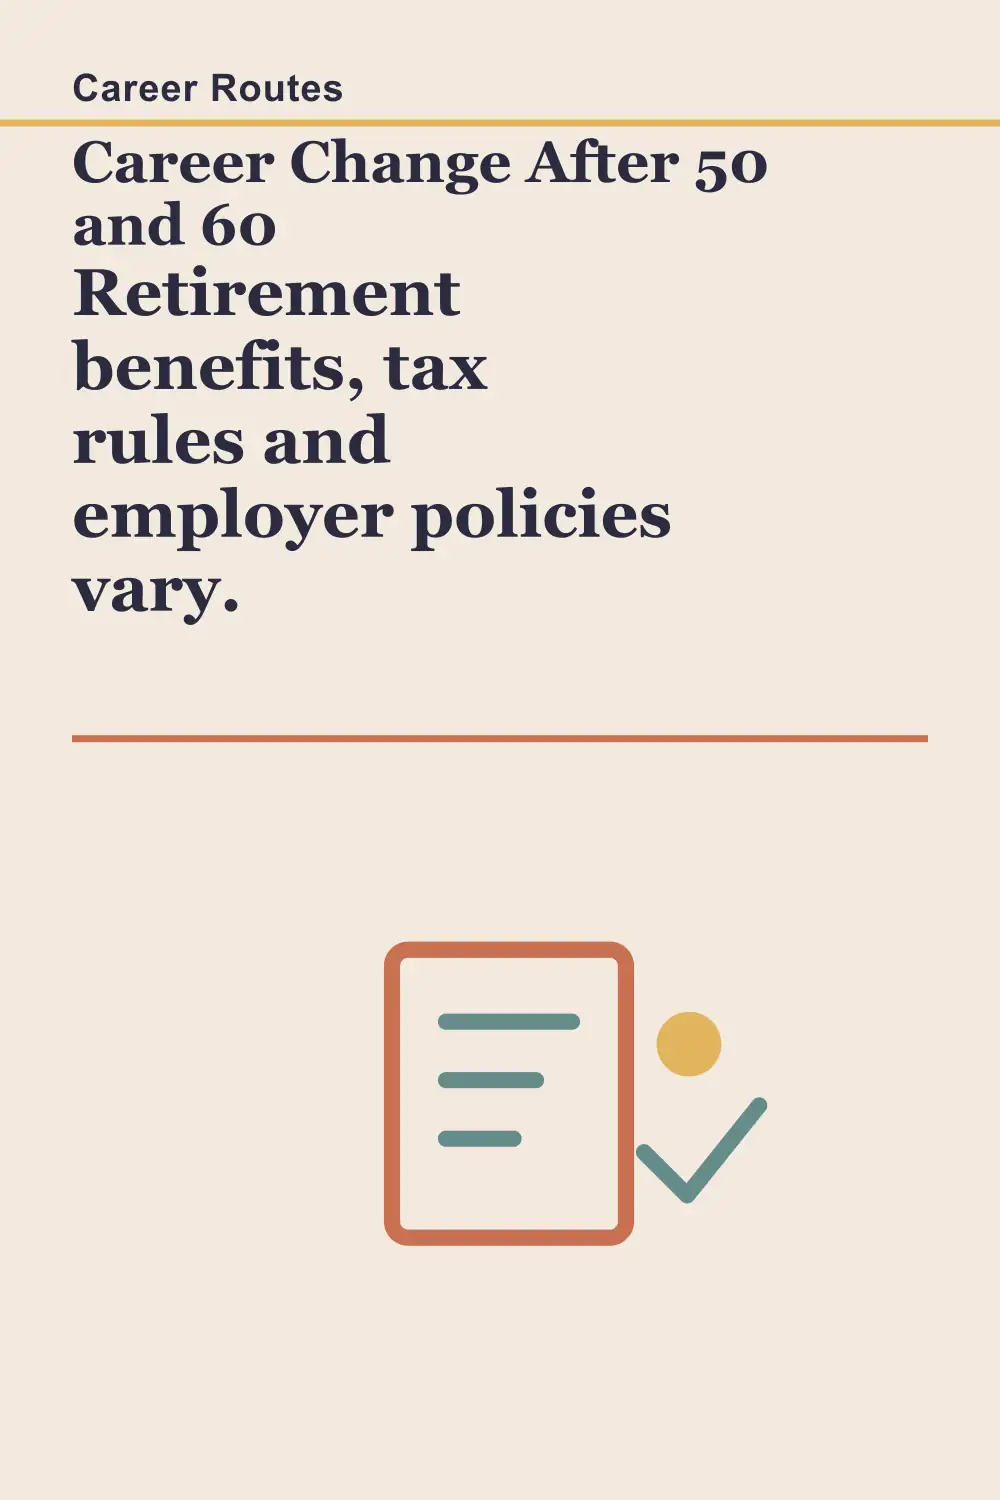 Career Routes
Career Change After 50
and 60
Retirement
benefits, tax
rules and
employer policies
vary.